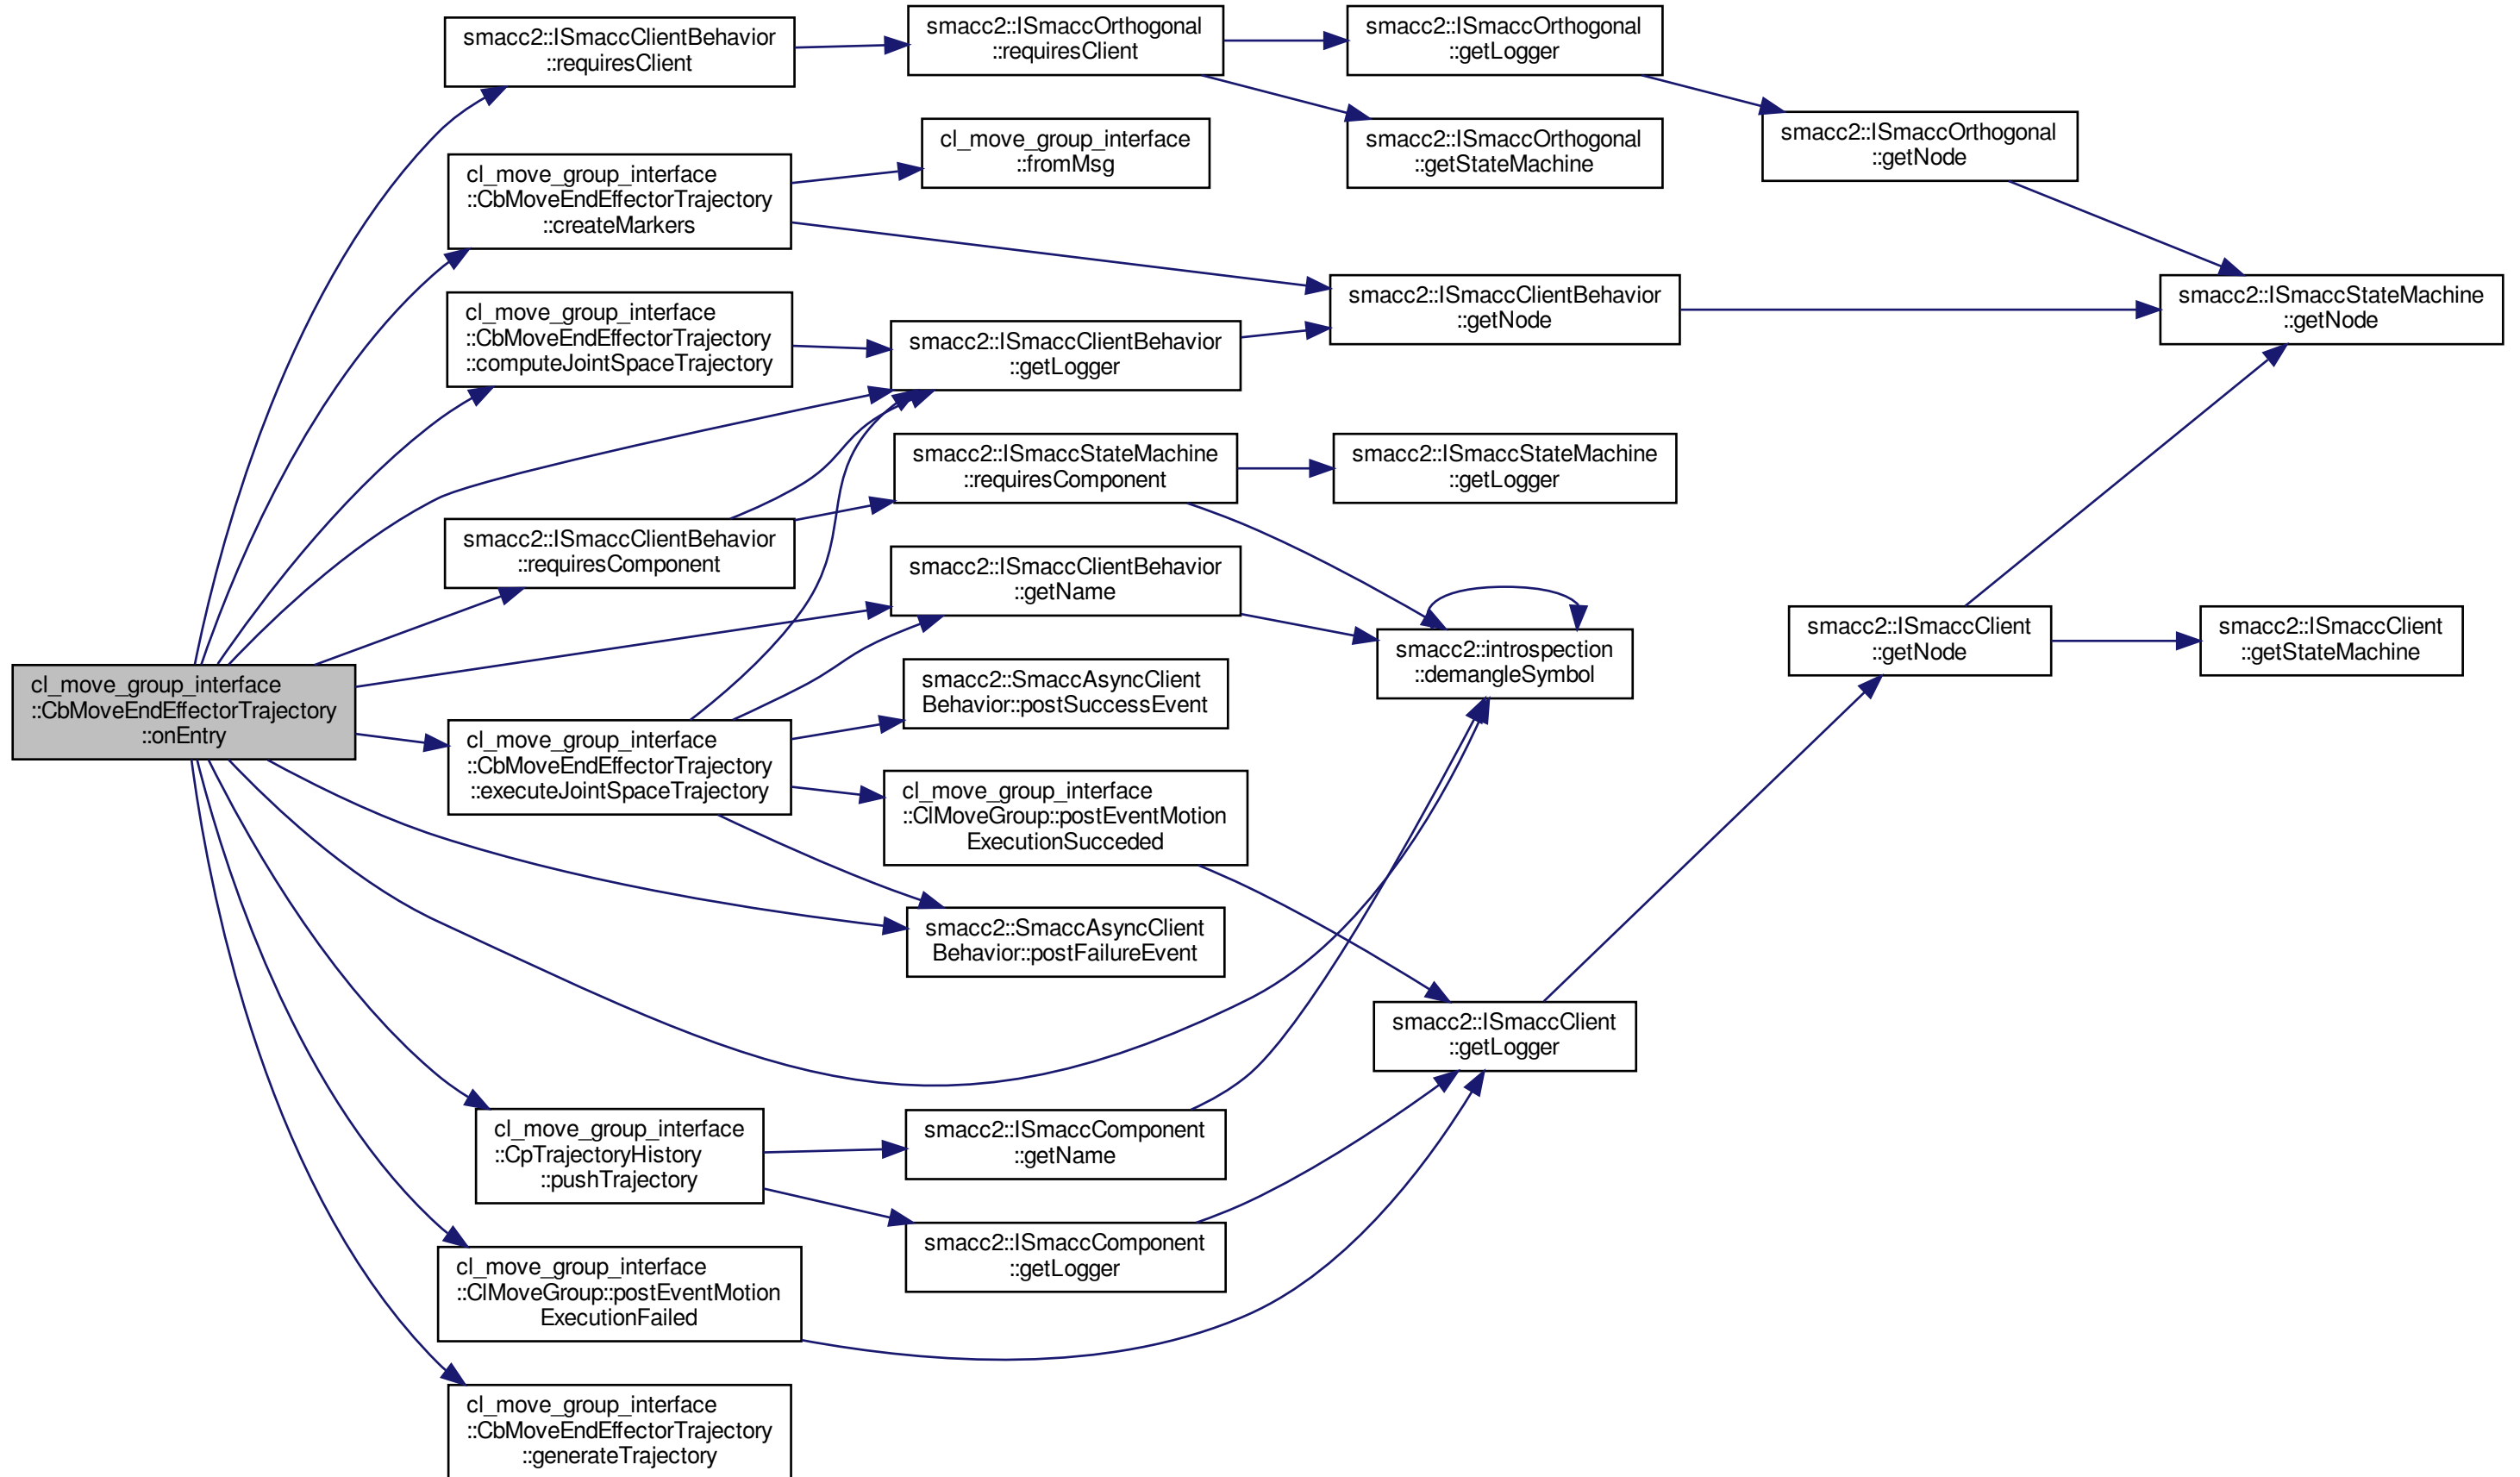 smacc2::ISmaccClientBehavior
::requiresClient
smacc2::ISmaccOrthogonal
::requiresClient
smacc2::ISmaccOrthogonal
::getLogger
smacc2::ISmaccOrthogonal
::getStateMachine
smacc2::ISmaccOrthogonal
::getNode
cl_move_group_interface
::CbMoveEndEffectorTrajectory
::createMarkers
cl_move_group_interface
::fromMsg
smacc2::ISmaccClientBehavior
::getNode
smacc2::ISmaccStateMachine
::getNode
cl_move_group_interface
::CbMoveEndEffectorTrajectory
::computeJointSpaceTrajectory
smacc2::ISmaccClientBehavior
::getLogger
smacc2::ISmaccStateMachine
::requiresComponent
smacc2::ISmaccStateMachine
::getLogger
smacc2::ISmaccClientBehavior
::requiresComponent
smacc2::ISmaccClientBehavior
::getName
smacc2::introspection
::demangleSymbol
smacc2::ISmaccClient
::getNode
smacc2::ISmaccClient
::getStateMachine
cl_move_group_interface
::CbMoveEndEffectorTrajectory
::onEntry
cl_move_group_interface
::CbMoveEndEffectorTrajectory
::executeJointSpaceTrajectory
smacc2::SmaccAsyncClient
Behavior::postSuccessEvent
cl_move_group_interface
::ClMoveGroup::postEventMotion
ExecutionSucceded
smacc2::SmaccAsyncClient
Behavior::postFailureEvent
smacc2::ISmaccClient
::getLogger
cl_move_group_interface
::CpTrajectoryHistory
::pushTrajectory
smacc2::ISmaccComponent
::getName
smacc2::ISmaccComponent
::getLogger
cl_move_group_interface
::ClMoveGroup::postEventMotion
ExecutionFailed
cl_move_group_interface
::CbMoveEndEffectorTrajectory
::generateTrajectory